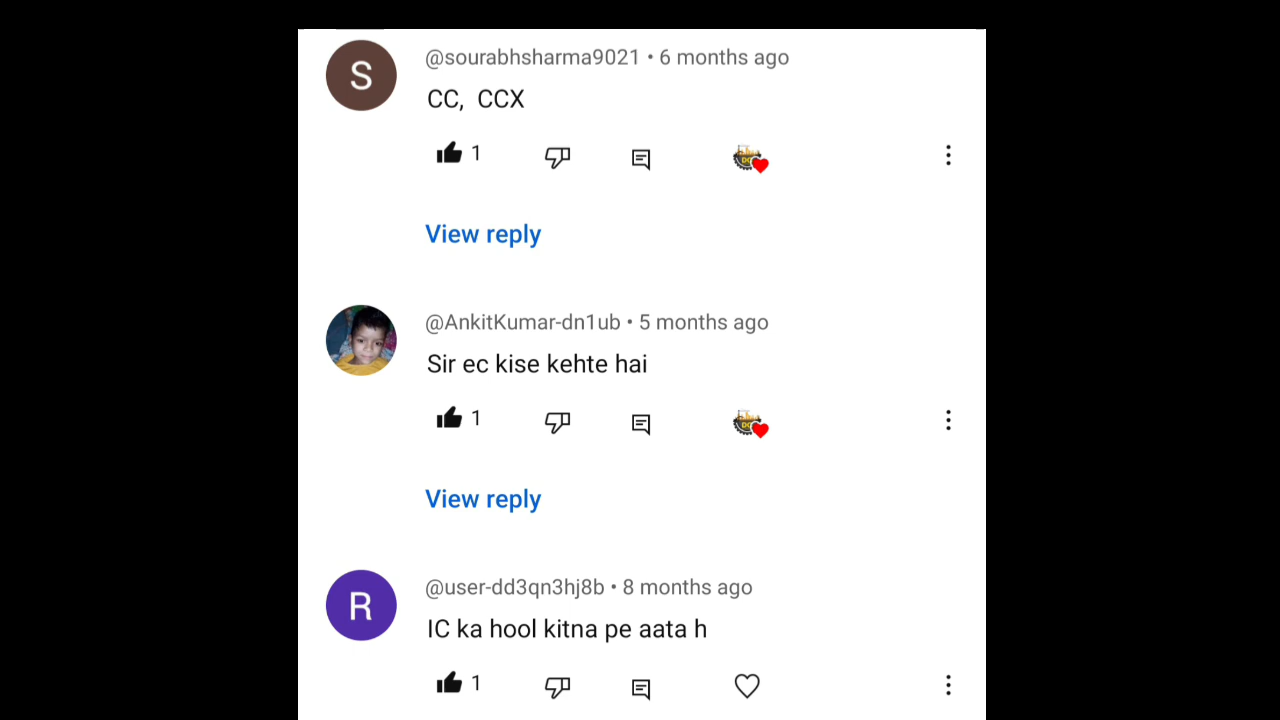 S
@sourabhsharma9021 • 6 months ago
CC, CCX
1
View reply
@AnkitKumar-dn1ub • 5 months ago
Sir ec kise kehte hai
1
View reply
R
@user-dd3qn3hj8b • 8 months ago
IC ka hool kitna pe aata h
1